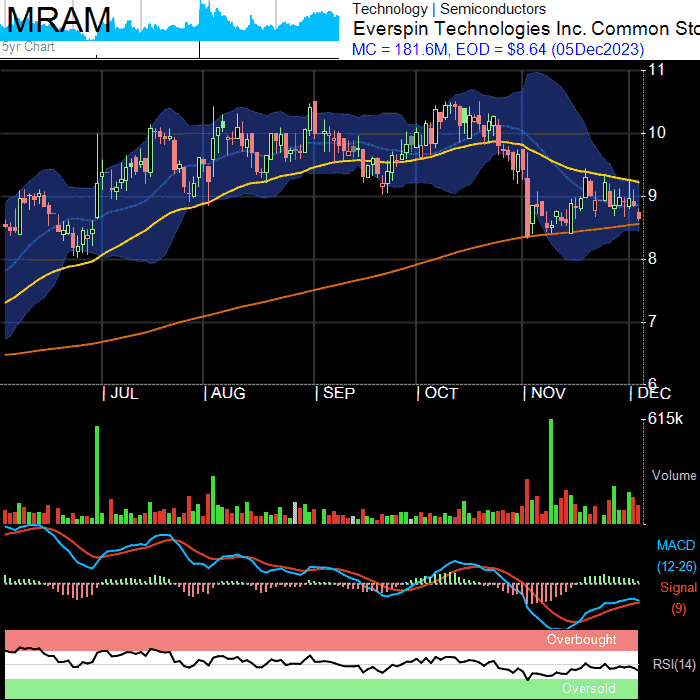 MRAM
5yr Chart
Technology | Semiconductors
Everspin Technologies Inc. Common Sto
MC = 181.6M, EOD = $8.64 (05Dec2023)
11
10
9
8
7
6
JUL AUG SEP OCT NOV DEC
615k
Volume
MACD
(12-26)
Signal
(9)
Overbought
RSI(14)
Oversold